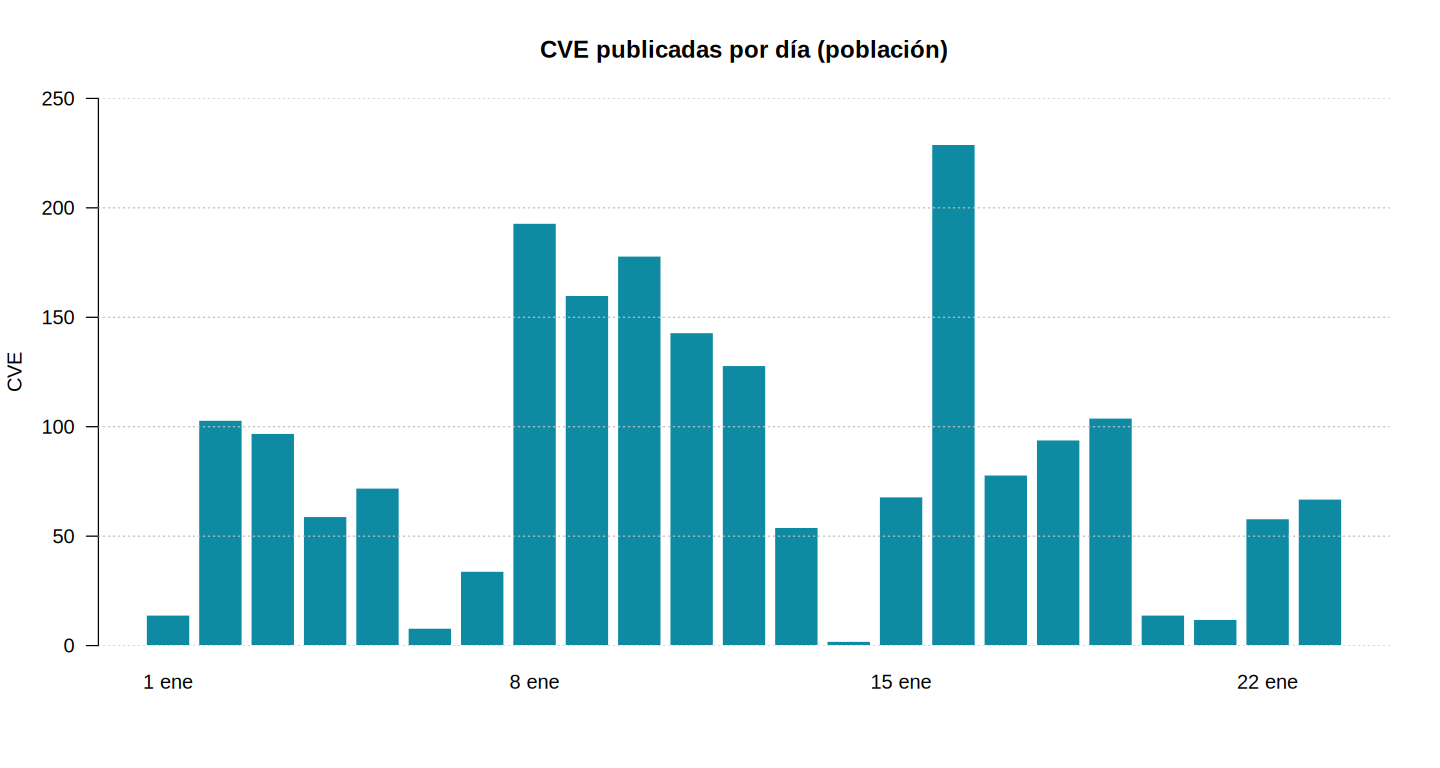 CVE publicadas por día (población)
250
200
150
100
50
0
CVE
1 ene
8 ene
15 ene
22 ene